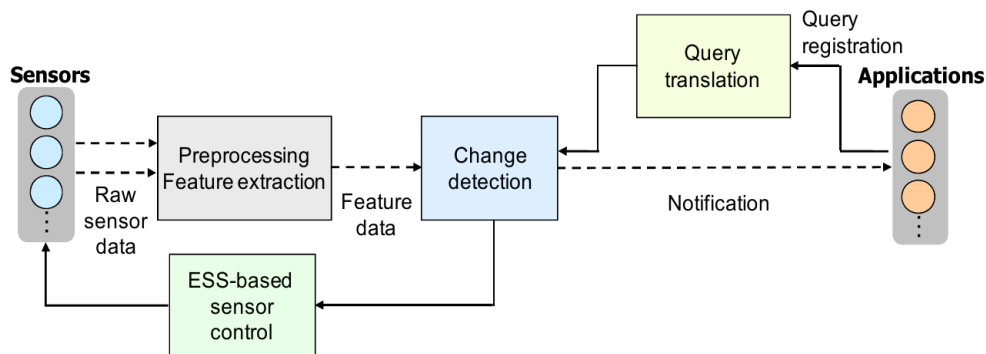 Sensors
Preprocessing
Feature extraction
Raw
sensor
data
Feature
data
Change
detection
Query
translation
Query
registration
Applications
Notification
ESS-based
sensor
control